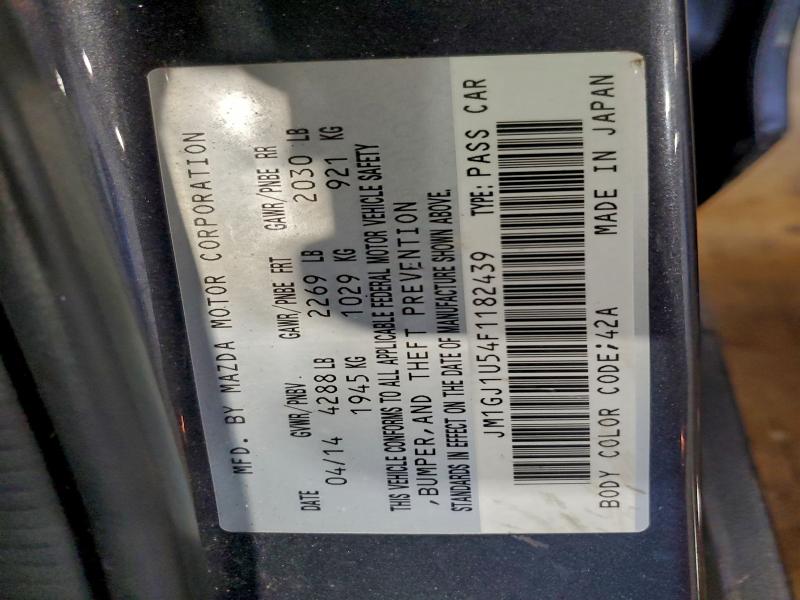 MFD. BY MAZDA MOTOR CORPORATION
DATE GVWR/PNBV GAWR/PNBE FRT GAWR/PNBE RR
04/14 4288 LB 2269 LB 2030 LB
1945 KG 1029 KG 921 KG
THIS VEHICLE CONFORMS TO ALL APPLICABLE FEDERAL MOTOR VEHICLE SAFETY
,BUMPER,AND THEFT PREVENTION
STANDARDS IN EFFECT ON THE DATE OF MANUFACTURE SHOWN ABOVE.
JM1GJ1U54F1182439 TYPE: PASS CAR
BODY COLOR CODE;42A MADE IN JAPAN